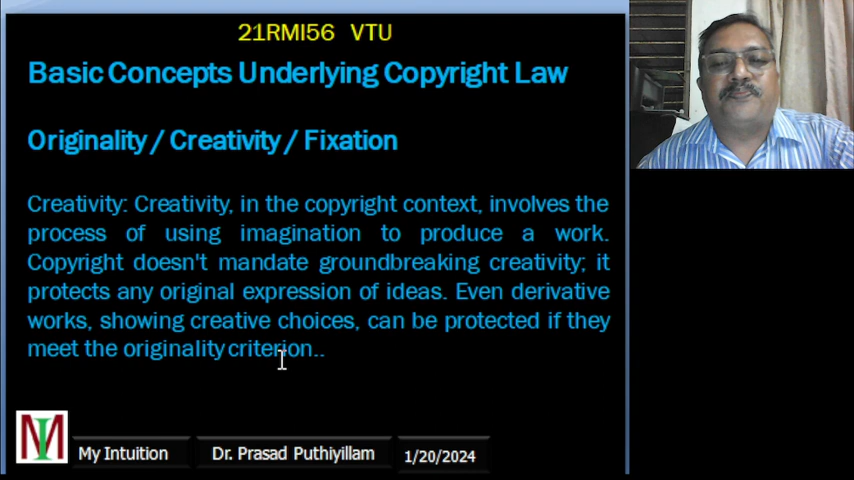 21RMI56 VTU
Basic Concepts Underlying Copyright Law
Originality / Creativity / Fixation
Creativity: Creativity, in the copyright context, involves the
process of using imagination to produce a work.
Copyright doesn't mandate groundbreaking creativity; it
protects any original expression of ideas. Even derivative
works, showing creative choices, can be protected if they
meet the originality criterion..
MI
My Intuition
Dr. Prasad Puthiyillam
1/20/2024